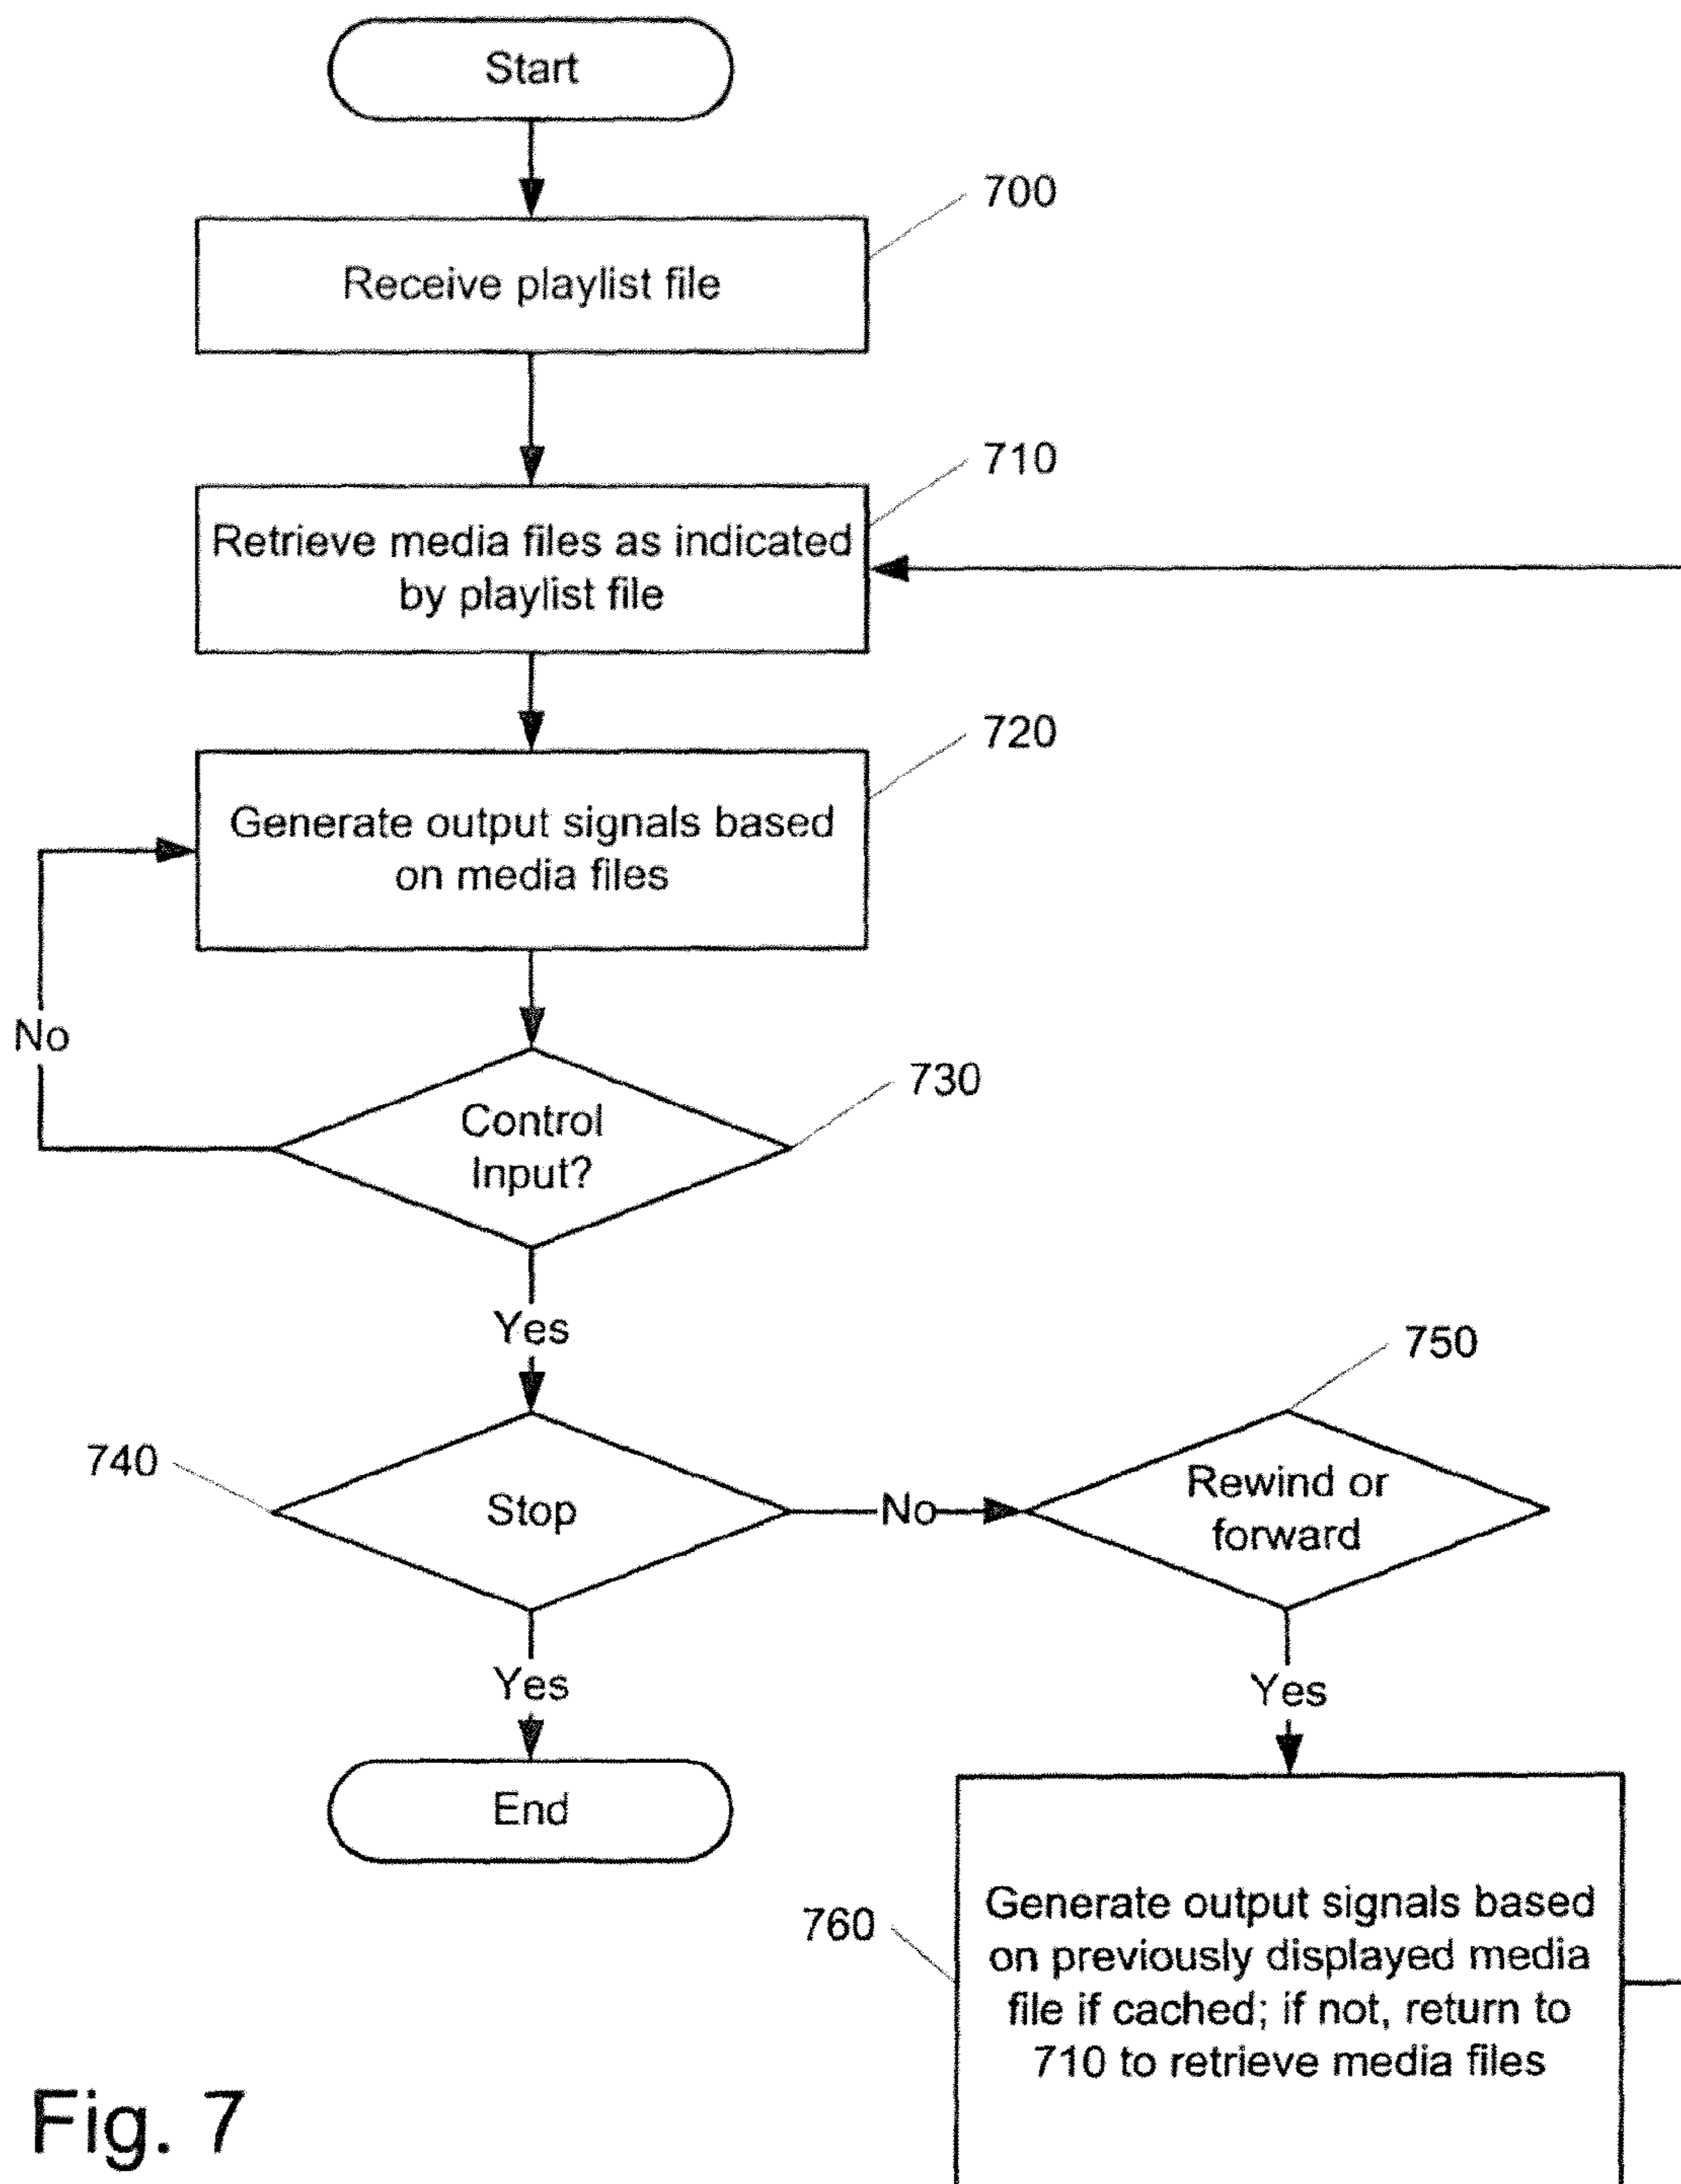 Start
700
Receive playlist file
710
Retrieve media files as indicated
by playlist file
720
Generate output signals based
on media files
No
730
Control
Input?
Yes
750
740
Stop
No
Rewind or
forward
Yes
Yes
End
760
Generate output signals based
on previously displayed media
file if cached; if not, return to
710 to retrieve media files
Fig. 7